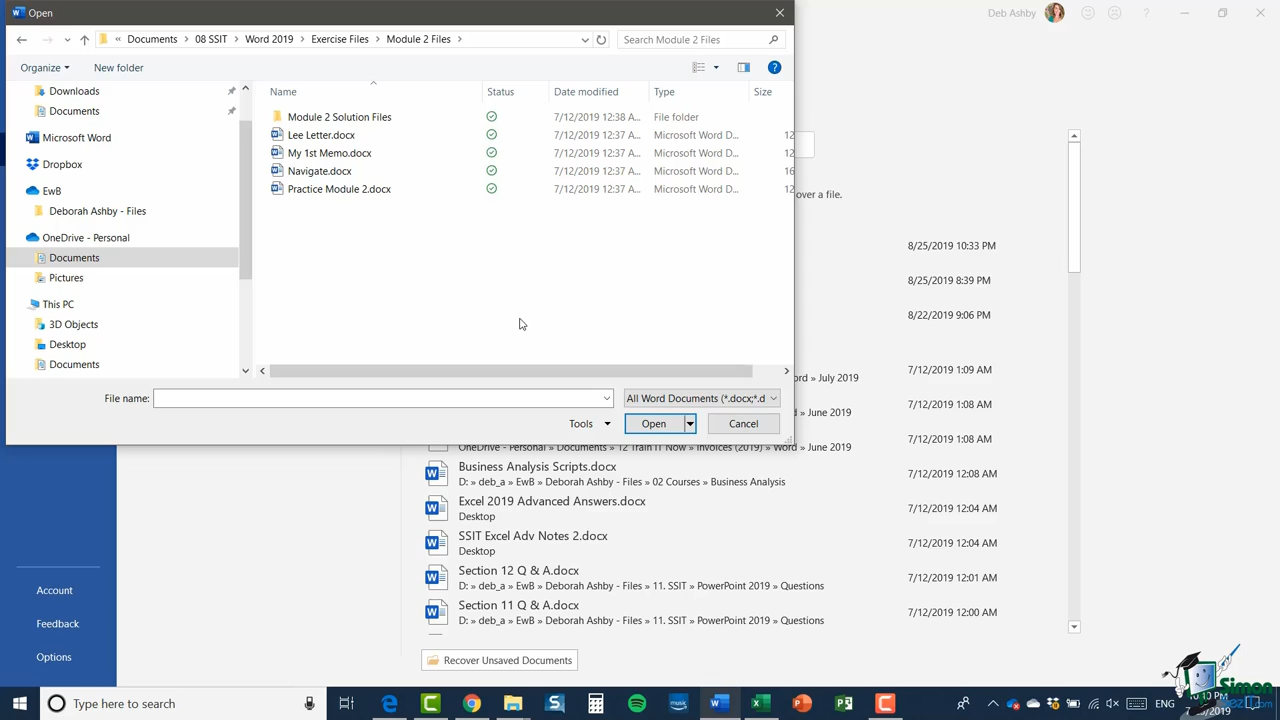 Open
Deb Ashby
« Documents › 08 SSIT › Word 2019 › Exercise Files › Module 2 Files ›
Search Module 2 Files
Organize
New folder
Name
Status
Date modified
Type
Size
Downloads
Documents
Microsoft Word
Dropbox
EwB
Deborah Ashby - Files
OneDrive - Personal
Documents
Pictures
This PC
3D Objects
Desktop
Documents
Module 2 Solution Files 7/12/2019 12:38 A... File folder
Lee Letter.docx 7/12/2019 12:37 A... Microsoft Word D... 12
My 1st Memo.docx 7/12/2019 12:37 A... Microsoft Word D... 12
Navigate.docx 7/12/2019 12:37 A... Microsoft Word D... 16
Practice Module 2.docx 7/12/2019 12:37 A... Microsoft Word D... 12
File name:
All Word Documents (*.docx;*.d
Tools
Open
Cancel
over a file.
8/25/2019 10:33 PM
8/25/2019 8:39 PM
8/22/2019 9:06 PM
ord » July 2019 7/12/2019 1:09 AM
» June 2019 7/12/2019 1:08 AM
OneDrive - Personal » Documents » 12 Train IT Now » Invoices (2019) » Word » June 2019 7/12/2019 1:08 AM
Business Analysis Scripts.docx
D: » deb_a » EwB » Deborah Ashby - Files » 02 Courses » Business Analysis
7/12/2019 12:08 AM
Excel 2019 Advanced Answers.docx
Desktop
7/12/2019 12:04 AM
SSIT Excel Adv Notes 2.docx
Desktop
7/12/2019 12:04 AM
Section 12 Q & A.docx
D: » deb_a » EwB » Deborah Ashby - Files » 11. SSIT » PowerPoint 2019 » Questions
7/12/2019 12:01 AM
Section 11 Q & A.docx
D: » deb_a » EwB » Deborah Ashby - Files » 11. SSIT » PowerPoint 2019 » Questions
7/12/2019 12:00 AM
Recover Unsaved Documents
Account
Feedback
Options
Type here to search
music
Simon